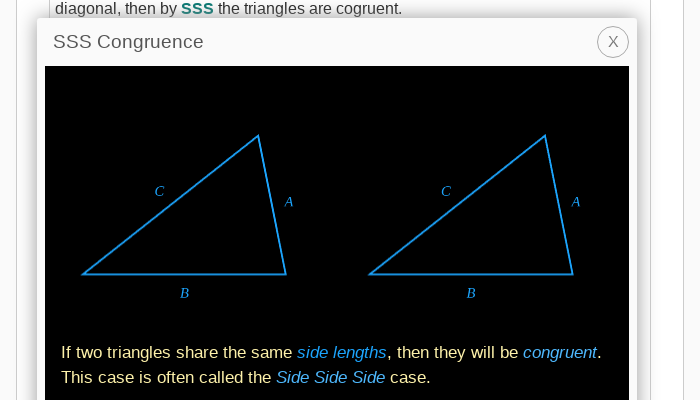 diagonal, then by SSS the triangles are cogruent.
SSS Congruence
X
C
A
B
C
A
B
If two triangles share the same side lengths, then they will be congruent.
This case is often called the Side Side Side case.